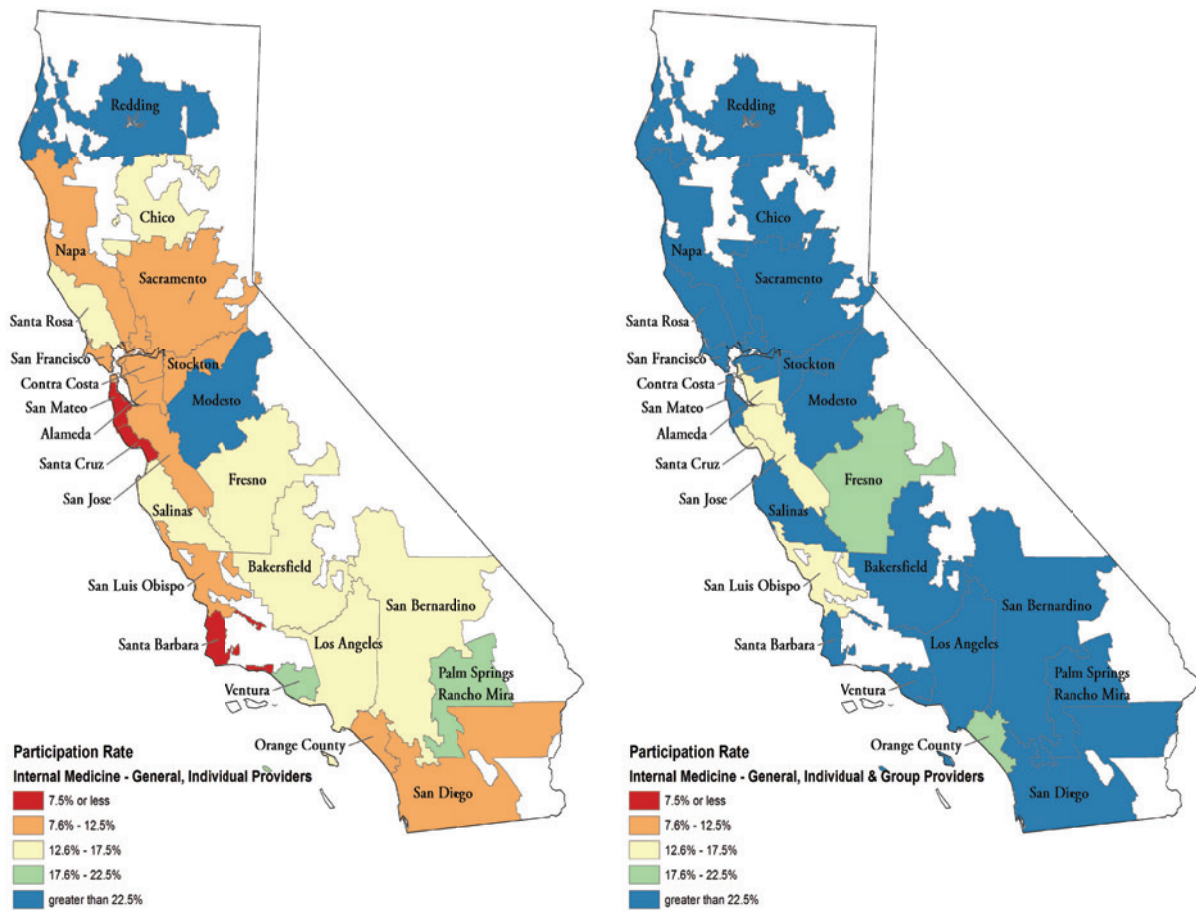 Redding
Chico
Napa
Sacramento
Santa Rosa
San Francisco
Stockton
Contra Costa
Modesto
San Mateo
Alameda
Santa Cruz
Fresno
San Jose
Salinas
Bakersfield
San Luis Obispo
San Bernardino
Santa Barbara
Los Angeles
Palm Springs
Ventura
Rancho Mira
Orange County
San Diego
Participation Rate
Internal Medicine - General, Individual Providers
7.5% or less
7.6% - 12.5%
12.6% - 17.5%
17.6% - 22.5%
greater than 22.5%
Redding
Chico
Napa
Sacramento
Santa Rosa
San Francisco
Stockton
Contra Costa
Modesto
San Mateo
Alameda
Santa Cruz
Fresno
San Jose
Salinas
Bakersfield
San Luis Obispo
San Bernardino
Santa Barbara
Los Angeles
Palm Springs
Ventura
Rancho Mira
Orange County
San Diego
Participation Rate
Internal Medicine - General, Individual & Group Providers
7.5% or less
7.6% - 12.5%
12.6% - 17.5%
17.6% - 22.5%
greater than 22.5%